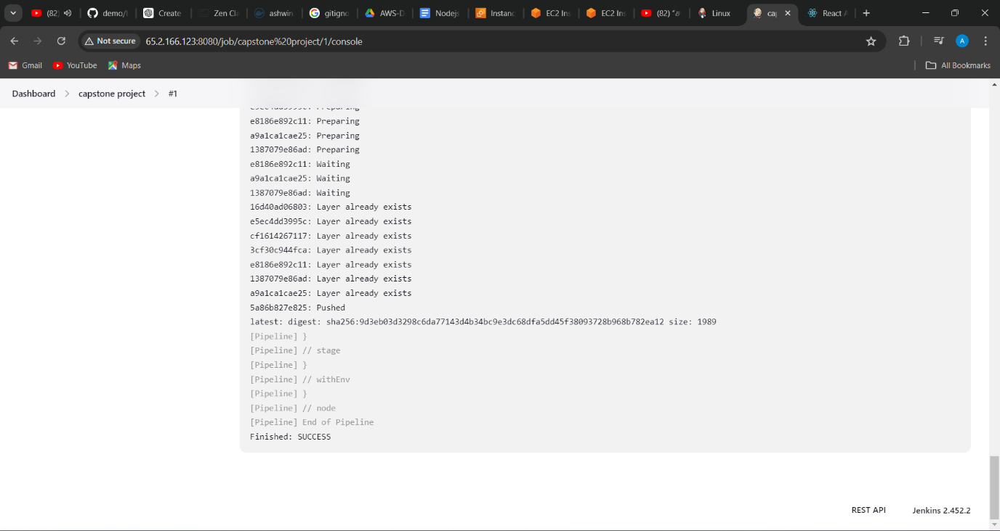 (82)
demo/
Create
Zen Cla
ashwin
gitigno
AWS-D
Nodejs
Instanc
EC2 Ins
EC2 Ins
(82)
Linux
cap
React A
Not secure
65.2.166.123:8080/job/capstone%20project/1/console
A
Gmail
YouTube
Maps
All Bookmarks
Dashboard > capstone project > #1
e5ec4dd3995c: Preparing
e8186e892c11: Preparing
a9a1ca1cae25: Preparing
1387079e86ad: Preparing
e8186e892c11: Waiting
a9a1ca1cae25: Waiting
1387079e86ad: Waiting
16d40ad06803: Layer already exists
e5ec4dd3995c: Layer already exists
cf1614267117: Layer already exists
3cf30c944fca: Layer already exists
e8186e892c11: Layer already exists
1387079e86ad: Layer already exists
a9a1ca1cae25: Layer already exists
5a86b827e825: Pushed
latest: digest: sha256:9d3eb03d3298c6da77143d4b34bc9e3dc68dfa5dd45f38093728b968b782ea12 size: 1989
[Pipeline] }
[Pipeline] // stage
[Pipeline] }
[Pipeline] // withEnv
[Pipeline] }
[Pipeline] // node
[Pipeline] End of Pipeline
Finished: SUCCESS
REST API
Jenkins 2.452.2